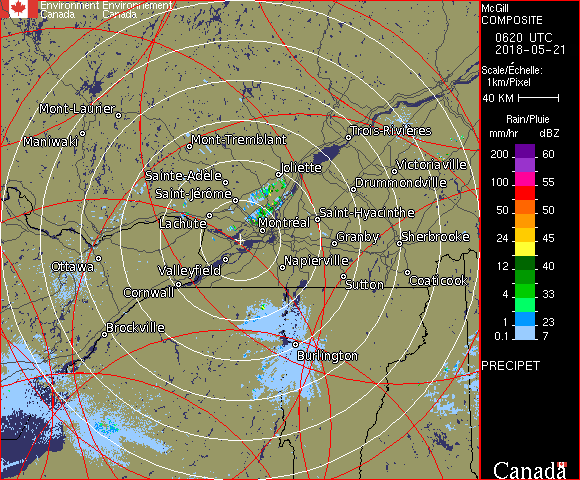 Environment Environnement
Canada Canada
McGill
COMPOSITE
0620 UTC
2018-05-21
Scale/Échelle:
1km/Pixel
40 KM
Rain/Pluie
mm/hr dBZ
200 60
100 55
50 50
24 45
12 40
4 33
1 23
0.1 7
PRECIPET
Canada
Mont-Laurier
Maniwaki
Mont-Tremblant
Trois-Rivières
Joliette
Victoriaville
Sainte-Adèle
Drummondville
Saint-Jérôme
Saint-Hyacinthe
Lachute
Montréal
Granby
Sherbrooke
Ottawa
Valleyfield
Napierville
Cornwall
Sutton
Coaticook
Brockville
Burlington